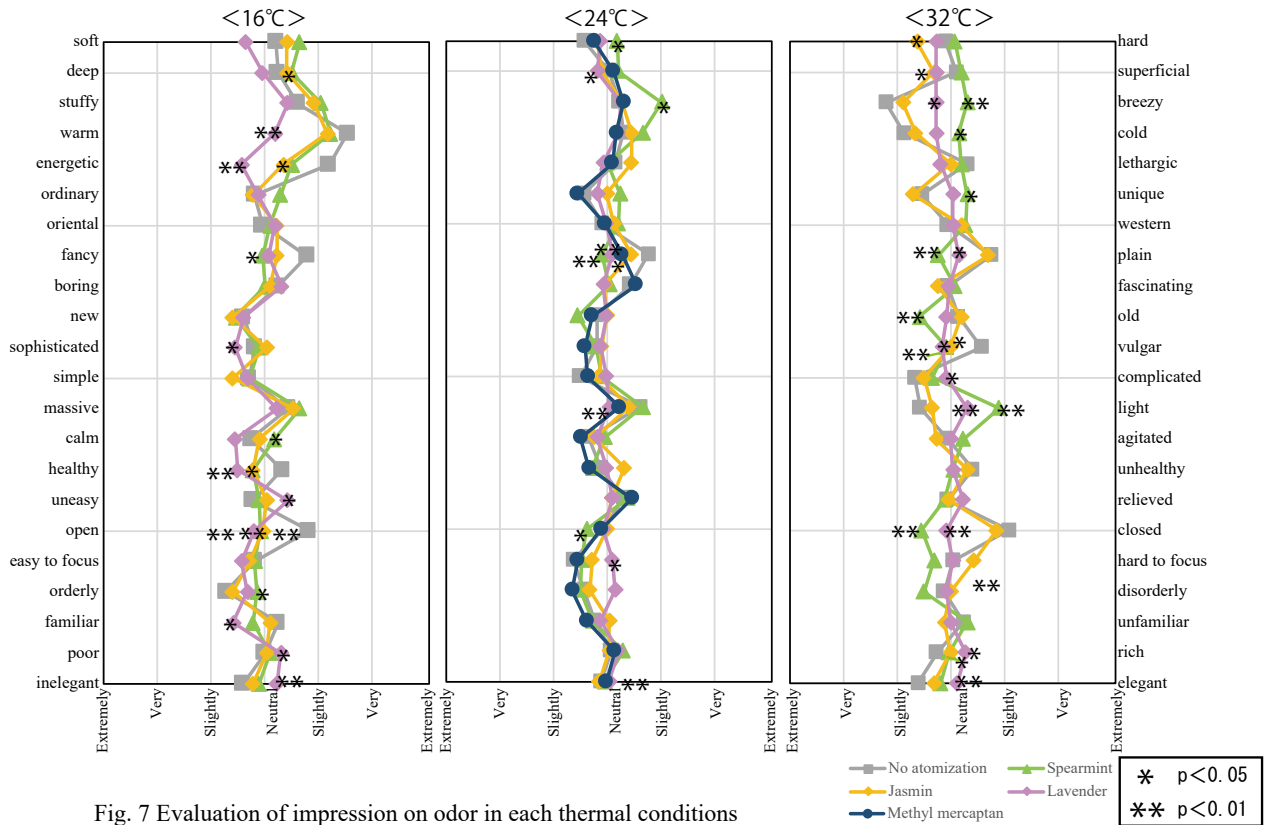 <16℃>
<24℃>
<32℃>
soft
deep
stuffy
warm
energetic
ordinary
oriental
fancy
boring
new
sophisticated
simple
massive
calm
healthy
uneasy
open
easy to focus
orderly
familiar
poor
inelegant
hard
superficial
breezy
cold
lethargic
unique
western
plain
fascinating
old
vulgar
complicated
light
agitated
unhealthy
relieved
closed
hard to focus
disorderly
unfamiliar
rich
elegant
Extremely
Very
Slightly
Neutral
Slightly
Very
Extremely
Extremely
Very
Slightly
Neutral
Slightly
Very
Extremely
Extremely
Very
Slightly
Neutral
Slightly
Very
Extremely
No atomization
Spearmint
Jasmin
Lavender
Methyl mercaptan
* p<0.05
** p<0.01
Fig. 7 Evaluation of impression on odor in each thermal conditions